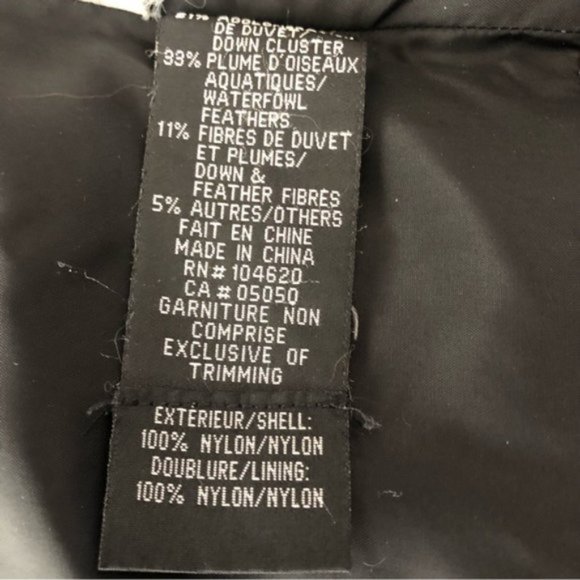 DE DUVET/
DOWN CLUSTER
33% PLUME D'OISEAUX
AQUATIQUES/
WATERFOWL
FEATHERS
11% FIBRES DE DUVET
ET PLUMES/
DOWN &
FEATHER FIBRES
5% AUTRES/OTHERS
FAIT EN CHINE
MADE IN CHINA
RN# 104620
CA # 05050
GARNITURE NON
COMPRISE
EXCLUSIVE OF
TRIMMING
EXTÉRIEUR/SHELL:
100% NYLON/NYLON
DOUBLURE/LINING:
100% NYLON/NYLON